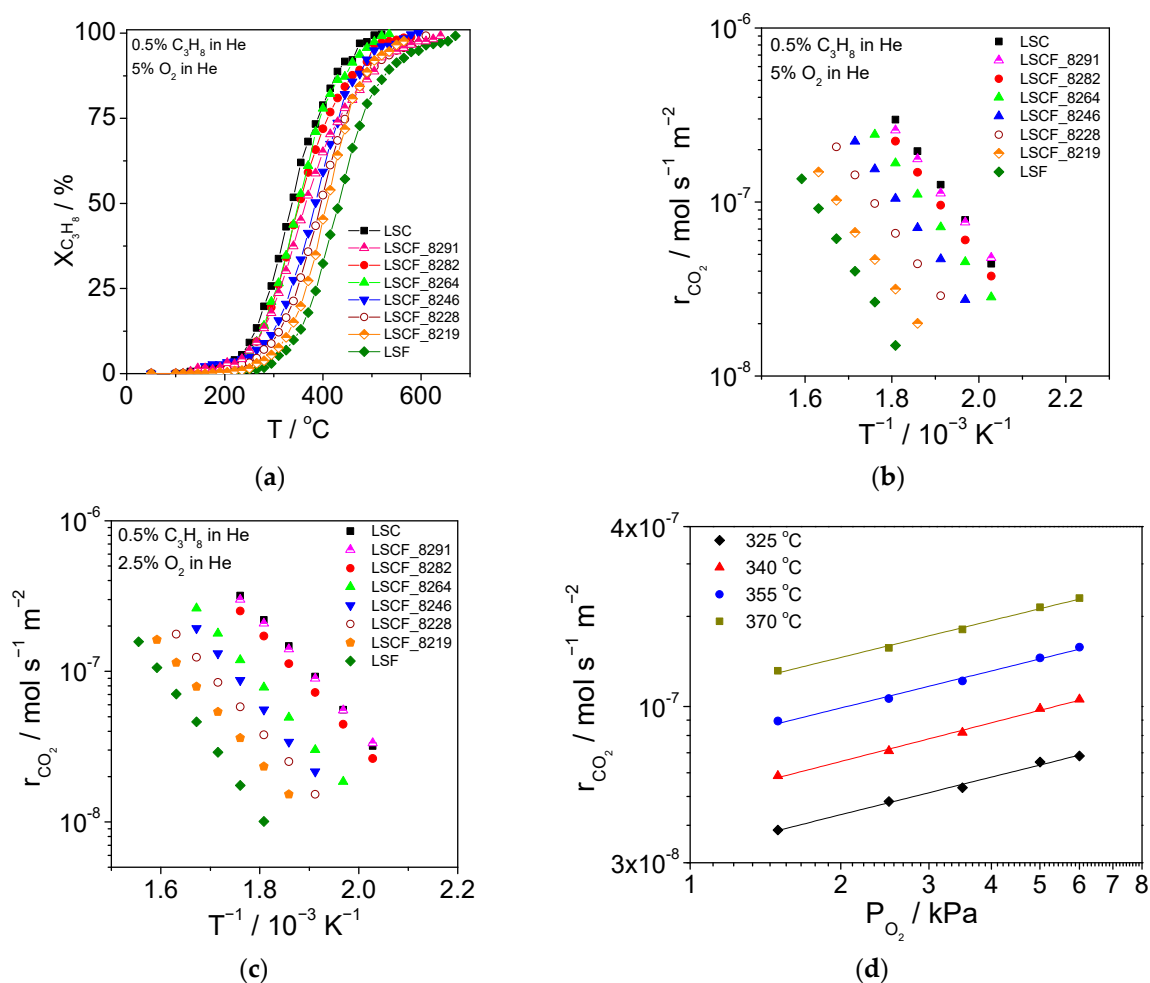 0.5% C₃H₈ in He
5% O₂ in He
100
75
50
25
0
X_C₃H₈ / %
LSC
LSCF_8291
LSCF_8282
LSCF_8264
LSCF_8246
LSCF_8228
LSCF_8219
LSF
0 200 400 600
T / °C
(a)
0.5% C₃H₈ in He
5% O₂ in He
10⁻⁶
10⁻⁷
10⁻⁸
r_CO₂ / mol s⁻¹ m⁻²
LSC
LSCF_8291
LSCF_8282
LSCF_8264
LSCF_8246
LSCF_8228
LSCF_8219
LSF
1.6 1.8 2.0 2.2
T⁻¹ / 10⁻³ K⁻¹
(b)
0.5% C₃H₈ in He
2.5% O₂ in He
10⁻⁶
10⁻⁷
10⁻⁸
r_CO₂ / mol s⁻¹ m⁻²
LSC
LSCF_8291
LSCF_8282
LSCF_8264
LSCF_8246
LSCF_8228
LSCF_8219
LSF
1.6 1.8 2.0 2.2
T⁻¹ / 10⁻³ K⁻¹
(c)
4x10⁻⁷
10⁻⁷
3x10⁻⁸
r_CO₂ / mol s⁻¹ m⁻²
325 °C
340 °C
355 °C
370 °C
1 2 3 4 5 6 7 8
P_O₂ / kPa
(d)